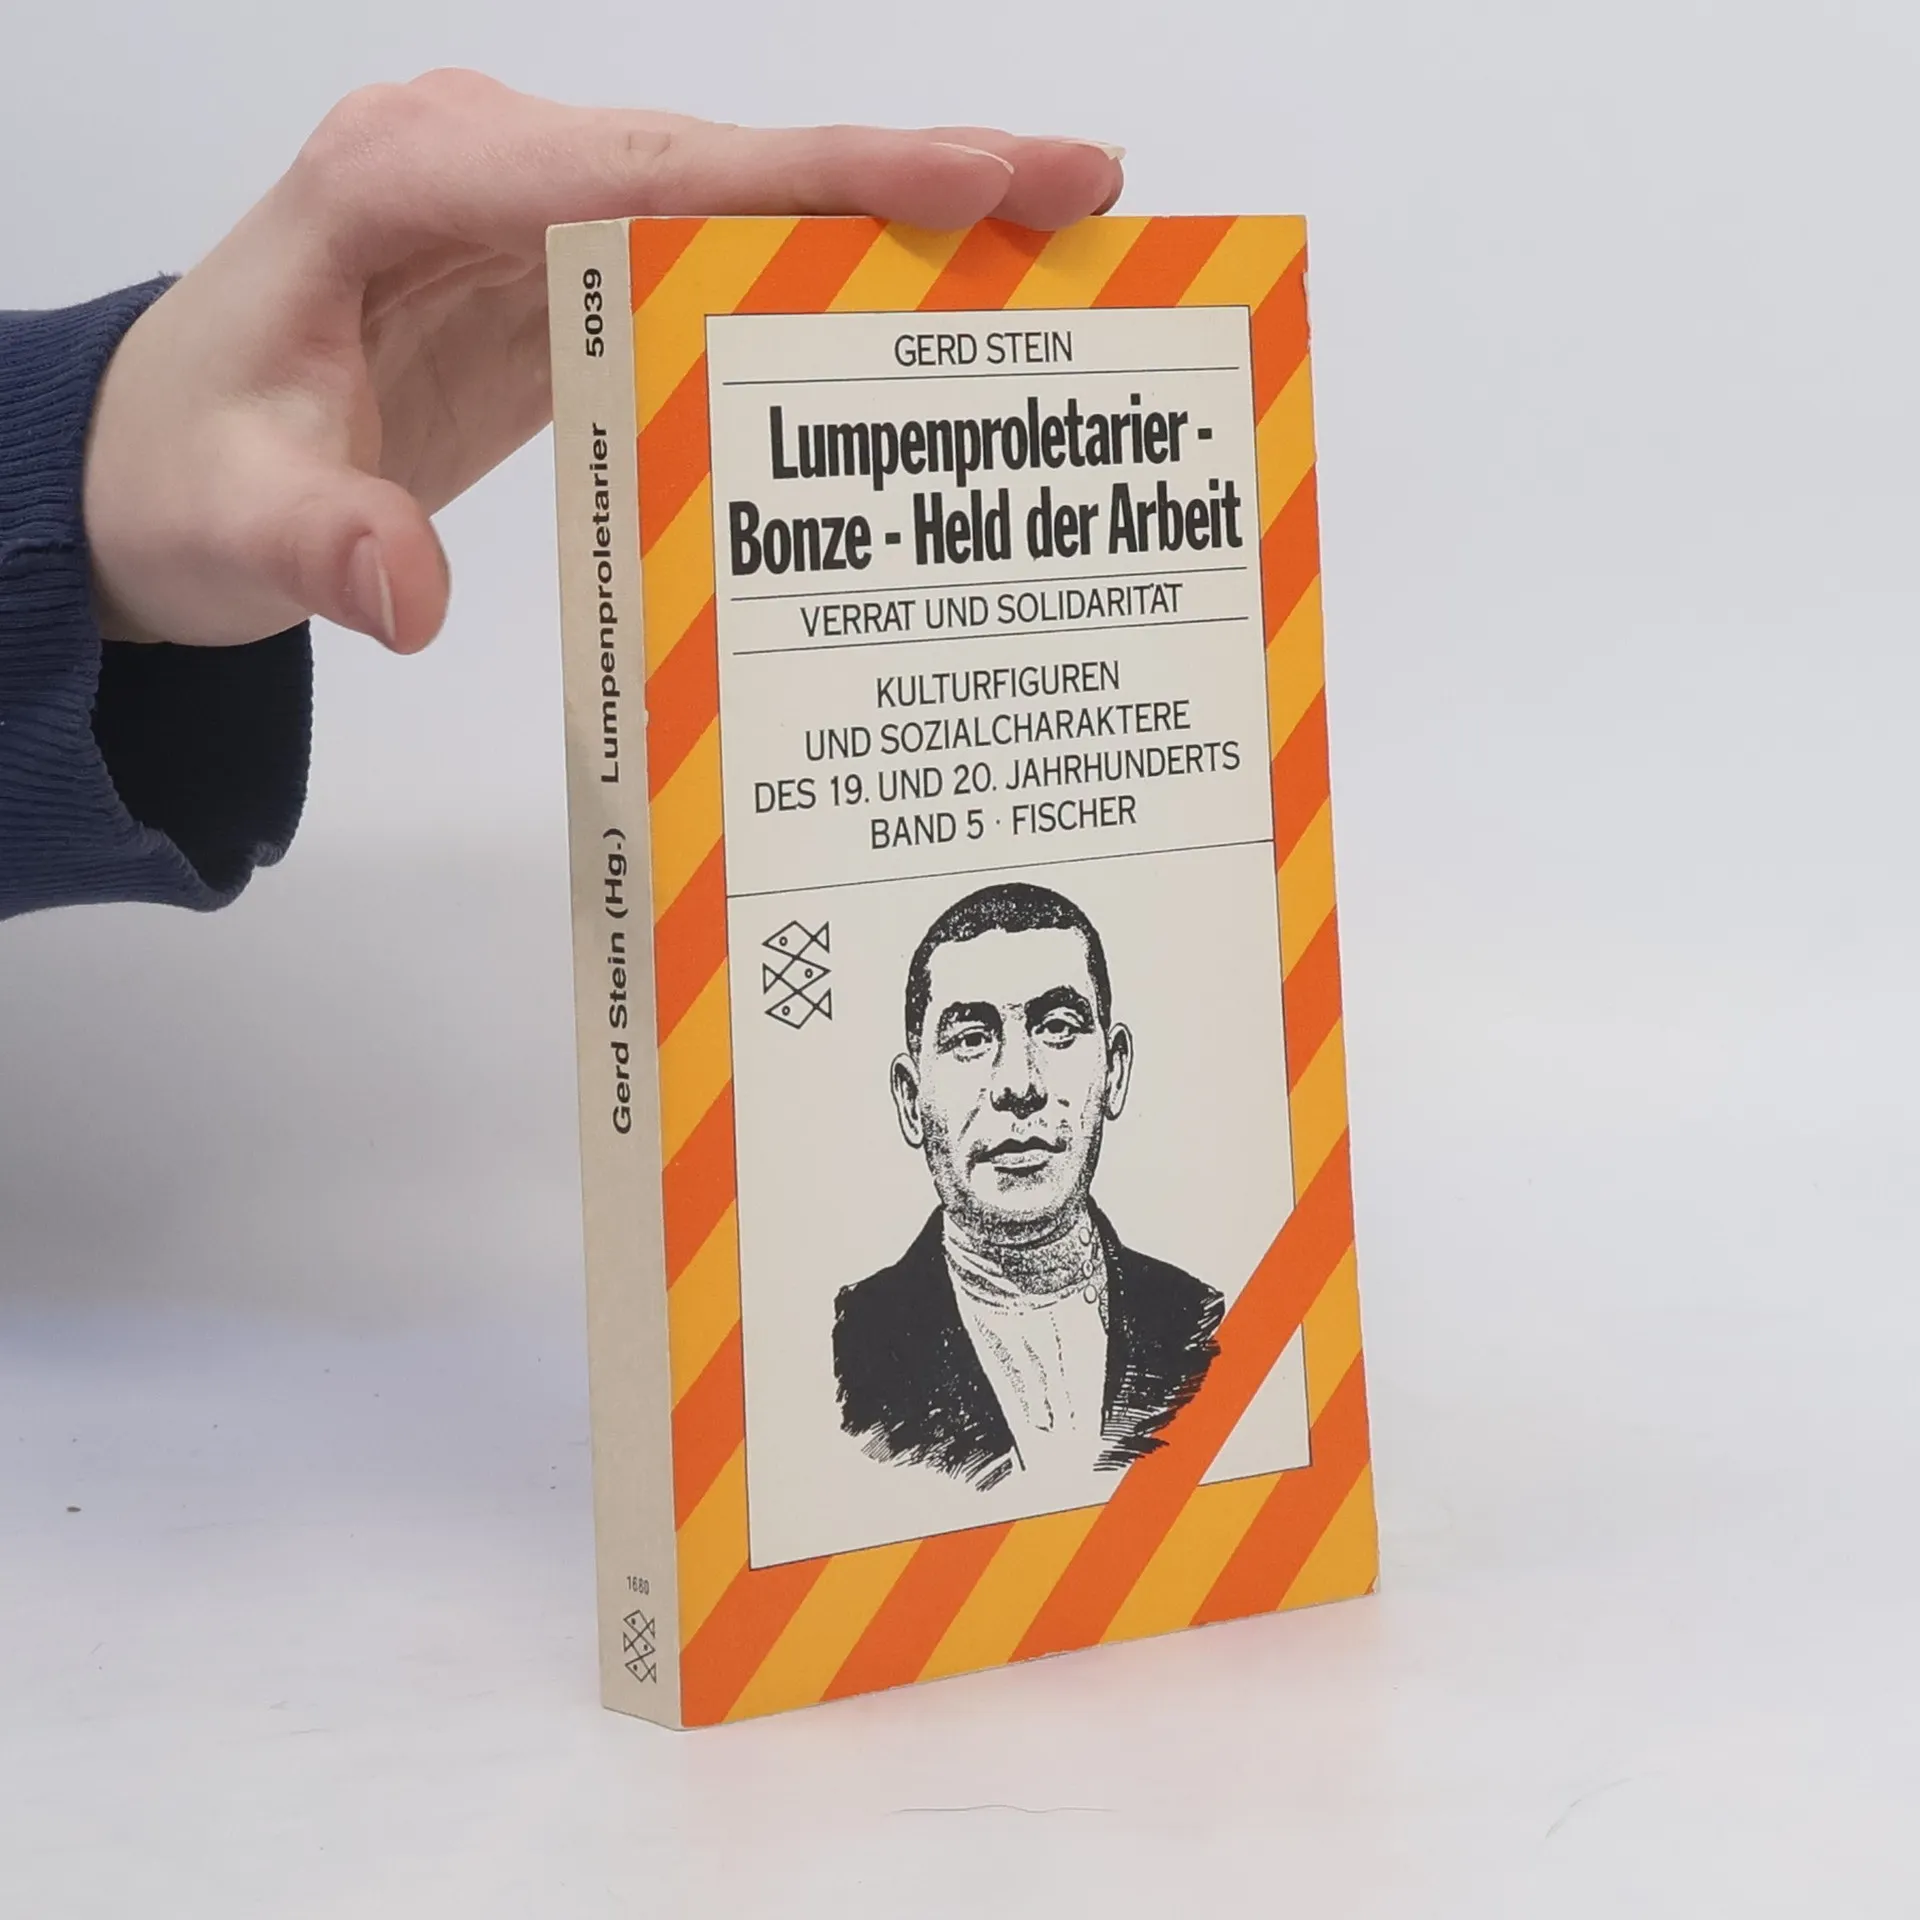 GERD STEIN
Lumpenproletarier -
Bonze - Held der Arbeit
VERRAT UND SOLIDARITÄT
KULTURFIGUREN
UND SOZIALCHARAKTERE
DES 19. UND 20. JAHRHUNDERTS
BAND 5 · FISCHER
Gerd Stein (Hg.) Lumpenproletarier 5039
1680